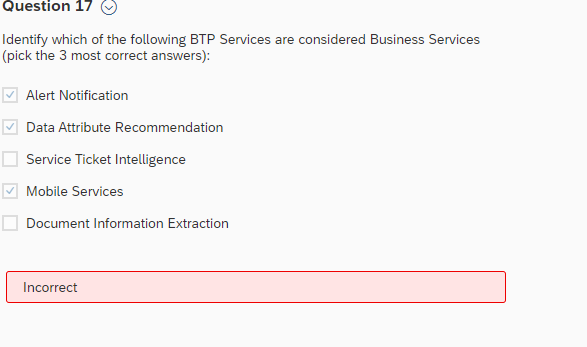 Question 17
Identify which of the following BTP Services are considered Business Services
(pick the 3 most correct answers):
Alert Notification
Data Attribute Recommendation
Service Ticket Intelligence
Mobile Services
Document Information Extraction
Incorrect